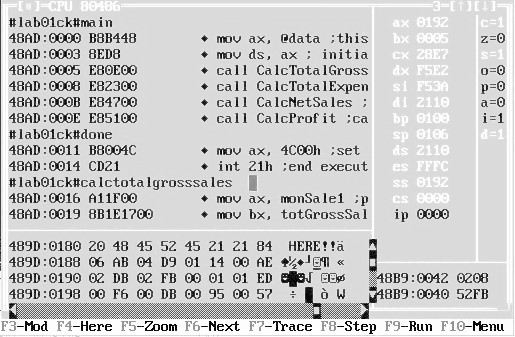 [■]=CPU 80486 3=[↑][↓]
#lab01ck#main ax 0192 c=1
48AD:0000 B8B448 ♦ mov ax, @data ;this bx 0005 z=0
48AD:0003 8ED8 ♦ mov ds, ax ; initia cx 28E7 s=1
48AD:0005 E80E00 ♦ call CalcTotalGross dx F5E2 o=0
48AD:0008 E82300 ♦ call CalcTotalExpen si F53A p=0
48AD:000B E84700 ♦ call CalcNetSales ; di 2110 a=0
48AD:000E E85100 ♦ call CalcProfit ;ca bp 0100 i=1
#lab01ck#done sp 0106 d=1
48AD:0011 B8004C ♦ mov ax, 4C00h ;set ds 2110
48AD:0014 CD21 ♦ int 21h ;end execut es FFFC
#lab01ck#calctotalgrosssales ss 0192
48AD:0016 A11F00 ♦ mov ax, monSale1 ;p cs 0000
48AD:0019 8B1E1700 ♦ mov bx, totGrossSal ip 0000
489D:0180 20 48 45 52 45 21 21 84 HERE!!ä
489D:0188 06 AB 04 D9 01 14 00 AE ♠½♦┘☺¶ «
489D:0190 02 DB 02 FB 00 01 01 ED ☻█☻√ ☺☺ø 48B9:0042 0208
489D:0198 00 F6 00 DB 00 95 00 57 ÷ █ ò W 48B9:0040 52FB
F3-Mod F4-Here F5-Zoom F6-Next F7-Trace F8-Step F9-Run F10-Menu